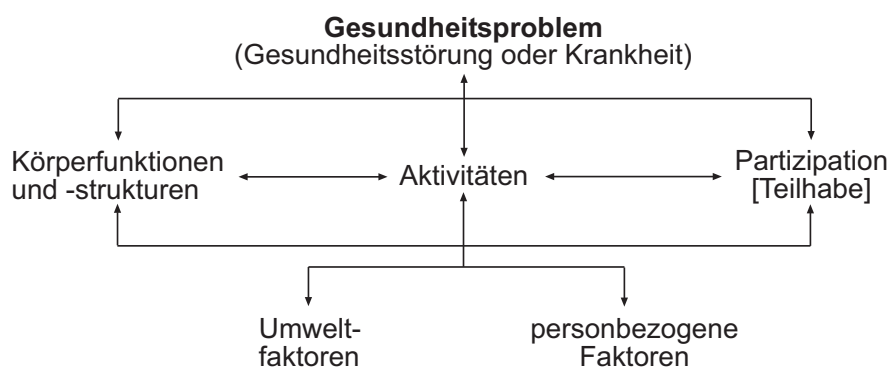 Gesundheitsproblem
(Gesundheitsstörung oder Krankheit)
Körperfunktionen
und -strukturen
Aktivitäten
Partizipation
[Teilhabe]
Umwelt-
faktoren
personbezogene
Faktoren